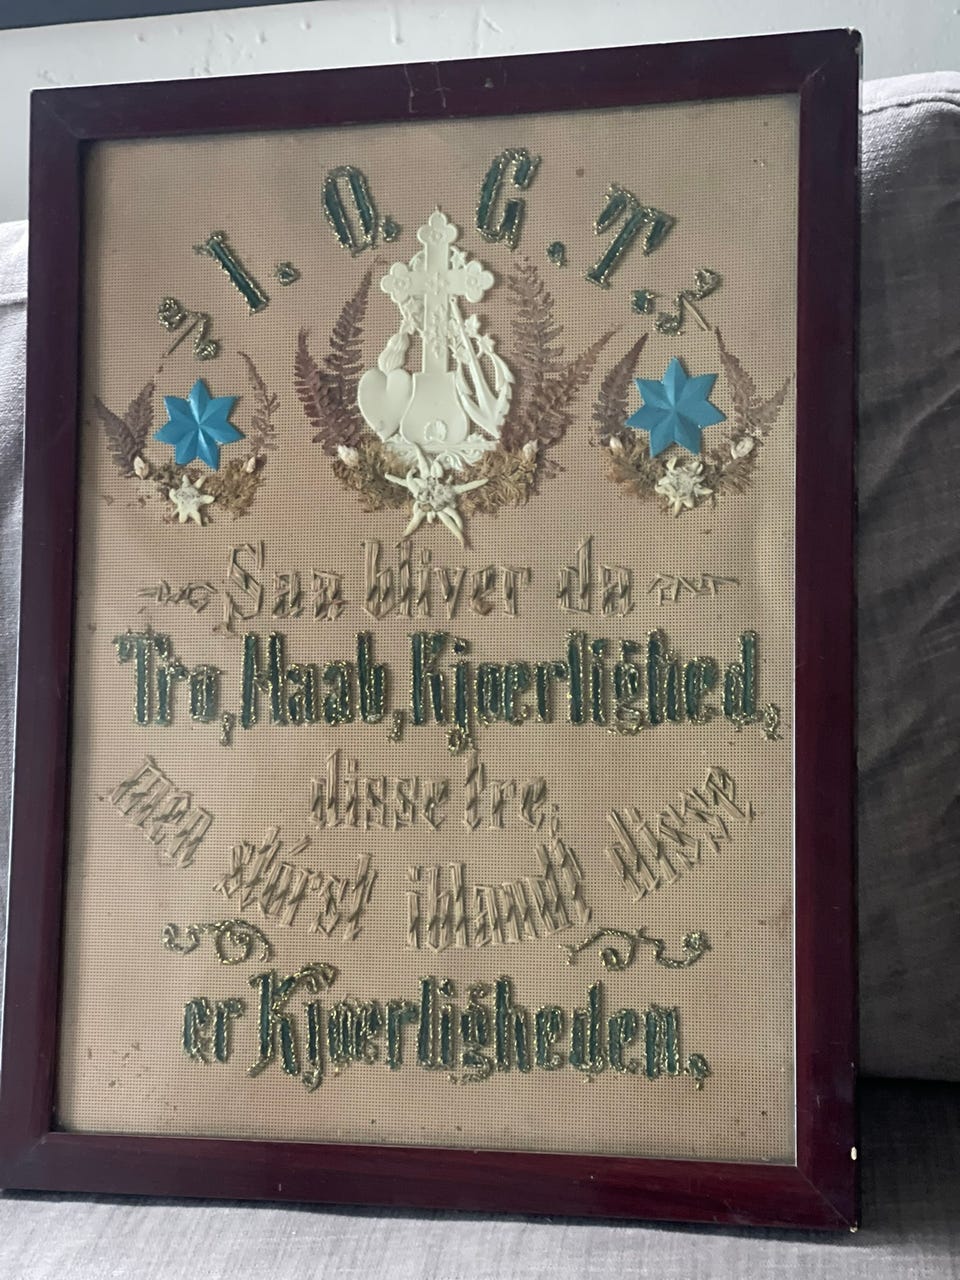 I. O. G. T.
Saa bliver da
Tro, Haab, Kjærlighed,
disse tre,
men størst iblandt disse
er Kjærligheden.